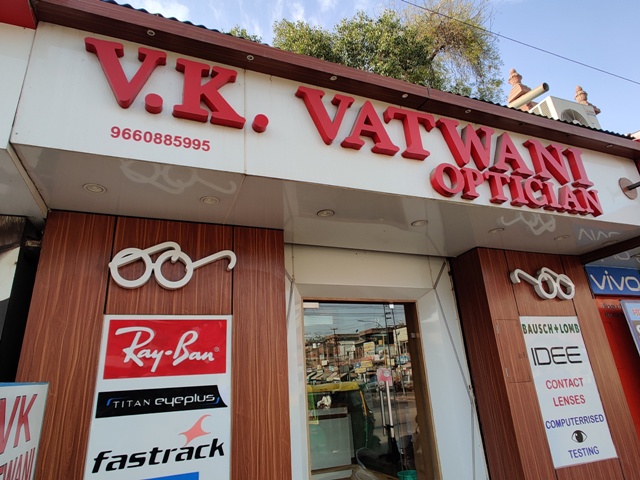 V.K. VATWANI
OPTICIAN
9660885995
Ray-Ban
TITAN eyeplus
fastrack
BAUSCH + LOMB
IDEE
CONTACT
LENSES
COMPUTERRISED
TESTING
vivo
VK